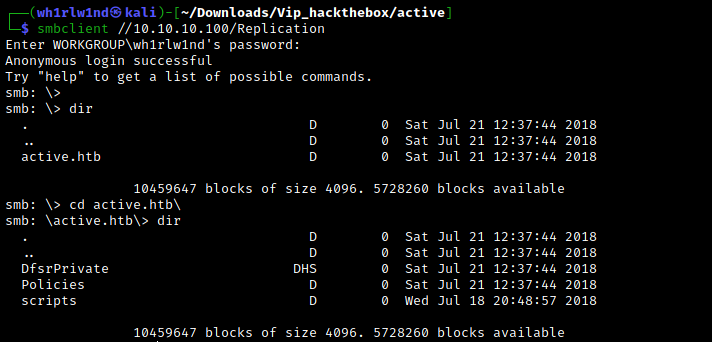 ┌──(wh1rlw1nd㉿kali)-[~/Downloads/Vip_hackthebox/active]
└─$ smbclient //10.10.10.100/Replication
Enter WORKGROUP\wh1rlw1nd's password:
Anonymous login successful
Try "help" to get a list of possible commands.
smb: \>
smb: \> dir
  .                                   D        0  Sat Jul 21 12:37:44 2018
  ..                                  D        0  Sat Jul 21 12:37:44 2018
  active.htb                          D        0  Sat Jul 21 12:37:44 2018
                10459647 blocks of size 4096. 5728260 blocks available
smb: \> cd active.htb\
smb: \active.htb\> dir
  .                                   D        0  Sat Jul 21 12:37:44 2018
  ..                                  D        0  Sat Jul 21 12:37:44 2018
  DfsrPrivate                       DHS        0  Sat Jul 21 12:37:44 2018
  Policies                            D        0  Sat Jul 21 12:37:44 2018
  scripts                             D        0  Wed Jul 18 20:48:57 2018
                10459647 blocks of size 4096. 5728260 blocks available